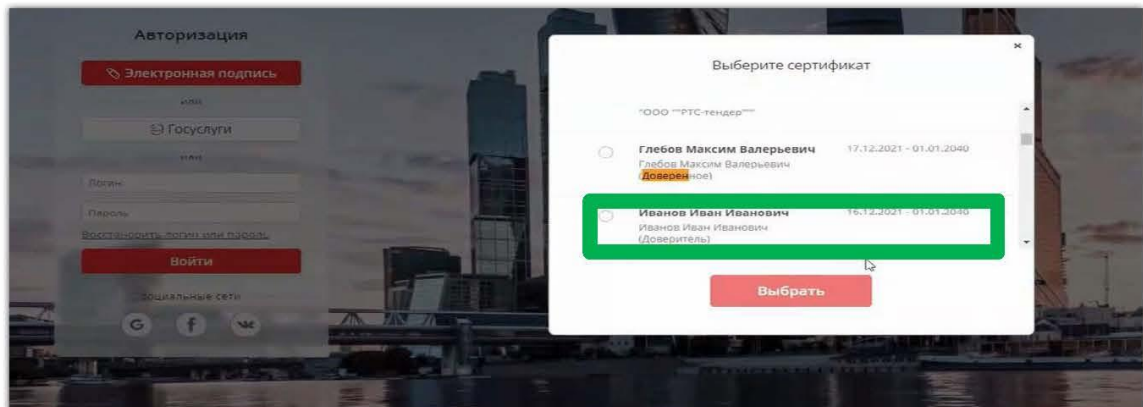 Авторизация
Электронная подпись
или
Госуслуги
или
Логин
Пароль
Восстановить логин или пароль
Войти
Социальные сети
G f
×
Выберите сертификат
"ООО ""РТС-тендер"""
Глебов Максим Валерьевич 17.12.2021 - 01.01.2040
Глебов Максим Валерьевич
(Доверенное)
Иванов Иван Иванович 16.12.2021 - 01.01.2040
Иванов Иван Иванович
(Доверитель)
Выбрать